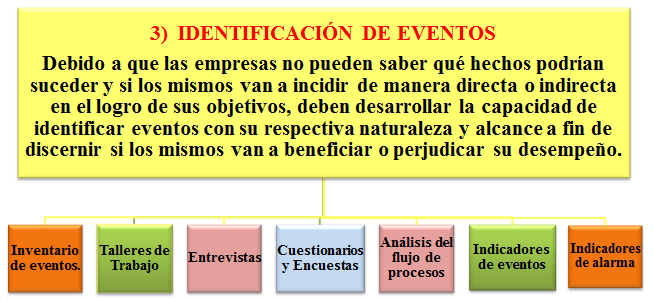 3) IDENTIFICACIÓN DE EVENTOS
Debido a que las empresas no pueden saber qué hechos podrían
suceder y si los mismos van a incidir de manera directa o indirecta
en el logro de sus objetivos, deben desarrollar la capacidad de
identificar eventos con su respectiva naturaleza y alcance a fin de
discernir si los mismos van a beneficiar o perjudicar su desempeño.
Inventario
de eventos.
Talleres de
Trabajo
Entrevistas
Cuestionarios
y Encuestas
Análisis del
flujo de
procesos
Indicadores
de eventos
Indicadores
de alarma